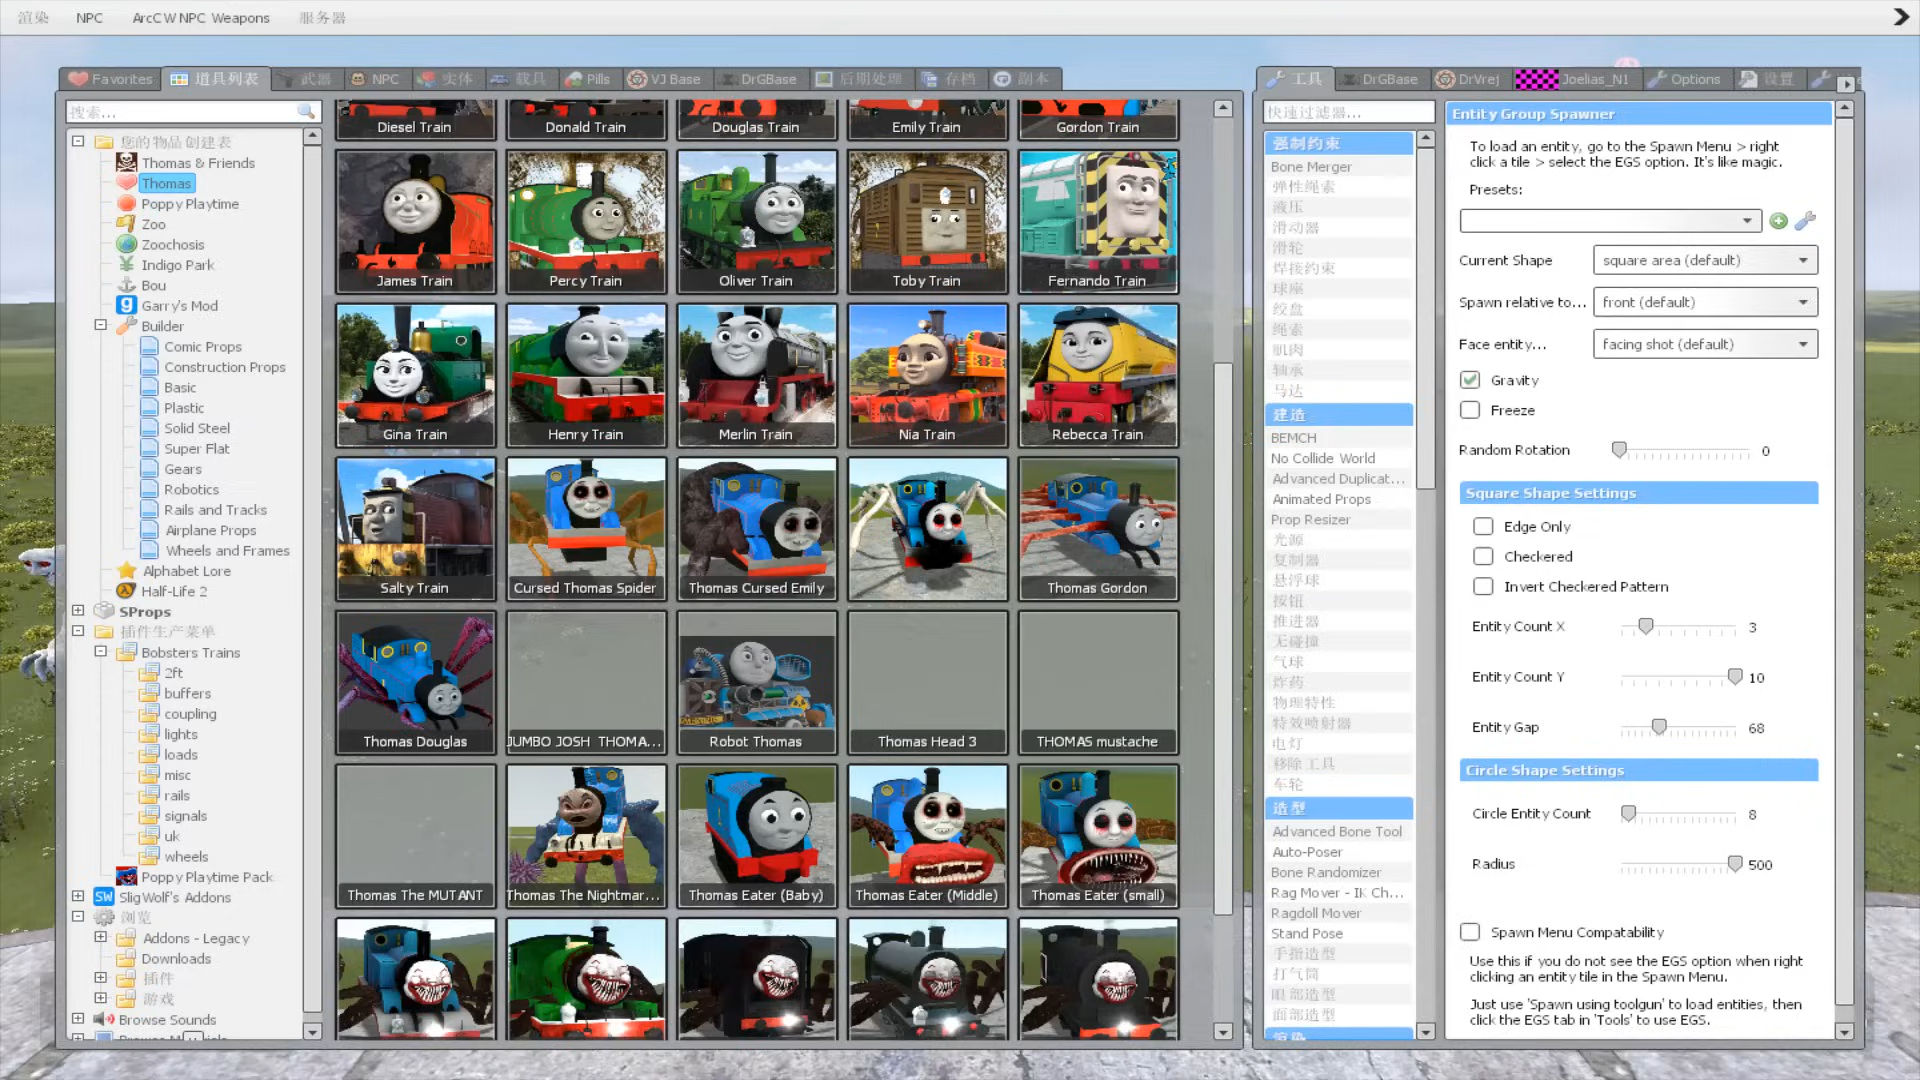 渲染 NPC ArcCW NPC Weapons 服务器
Favorites 道具列表 武器 NPC 实体 载具 Pills VJ Base DrGBase 后期处理 存档 副本
搜索...
您的物品创建表
Thomas & Friends
Thomas
Poppy Playtime
Zoo
Zoochosis
Indigo Park
Bou
Garry's Mod
Builder
Comic Props
Construction Props
Basic
Plastic
Solid Steel
Super Flat
Gears
Robotics
Rails and Tracks
Airplane Props
Wheels and Frames
Alphabet Lore
Half-Life 2
SProps
插件生产菜单
Bobsters Trains
2ft
buffers
coupling
lights
loads
misc
rails
signals
uk
wheels
Poppy Playtime Pack
SligWolf's Addons
浏览
Addons - Legacy
Downloads
插件
游戏
Browse Sounds
Diesel Train
Donald Train
Douglas Train
Emily Train
Gordon Train
James Train
Percy Train
Oliver Train
Toby Train
Fernando Train
Gina Train
Henry Train
Merlin Train
Nia Train
Rebecca Train
Salty Train
Cursed Thomas Spider
Thomas Cursed Emily
Thomas Gordon
Thomas Douglas
JUMBO JOSH THOMA...
Robot Thomas
Thomas Head 3
THOMAS mustache
Thomas The MUTANT
Thomas The Nightmar...
Thomas Eater (Baby)
Thomas Eater (Middle)
Thomas Eater (small)
工具 DrGBase DrVrej Joelias_N1 Options 设置
快速过滤器...
强制约束
Bone Merger
弹性绳索
液压
滑动器
滑轮
焊接约束
球座
绞盘
绳索
肌肉
轴承
马达
建造
BEMCH
No Collide World
Advanced Duplicat...
Animated Props
Prop Resizer
光源
复制器
悬浮球
按钮
推进器
无碰撞
气球
炸药
物理特性
特效喷射器
电灯
移除工具
车轮
造型
Advanced Bone Tool
Auto-Poser
Bone Randomizer
Rag Mover - IK Ch...
Ragdoll Mover
Stand Pose
手指造型
打气筒
眼部造型
面部造型
渲染
Entity Group Spawner
To load an entity, go to the Spawn Menu > right
click a tile > select the EGS option. It's like magic.
Presets:
Current Shape square area (default)
Spawn relative to... front (default)
Face entity... facing shot (default)
Gravity
Freeze
Random Rotation 0
Square Shape Settings
Edge Only
Checkered
Invert Checkered Pattern
Entity Count X 3
Entity Count Y 10
Entity Gap 68
Circle Shape Settings
Circle Entity Count 8
Radius 500
Spawn Menu Compatability
Use this if you do not see the EGS option when right
clicking an entity tile in the Spawn Menu.
Just use 'Spawn using toolgun' to load entities, then
click the EGS tab in 'Tools' to use EGS.